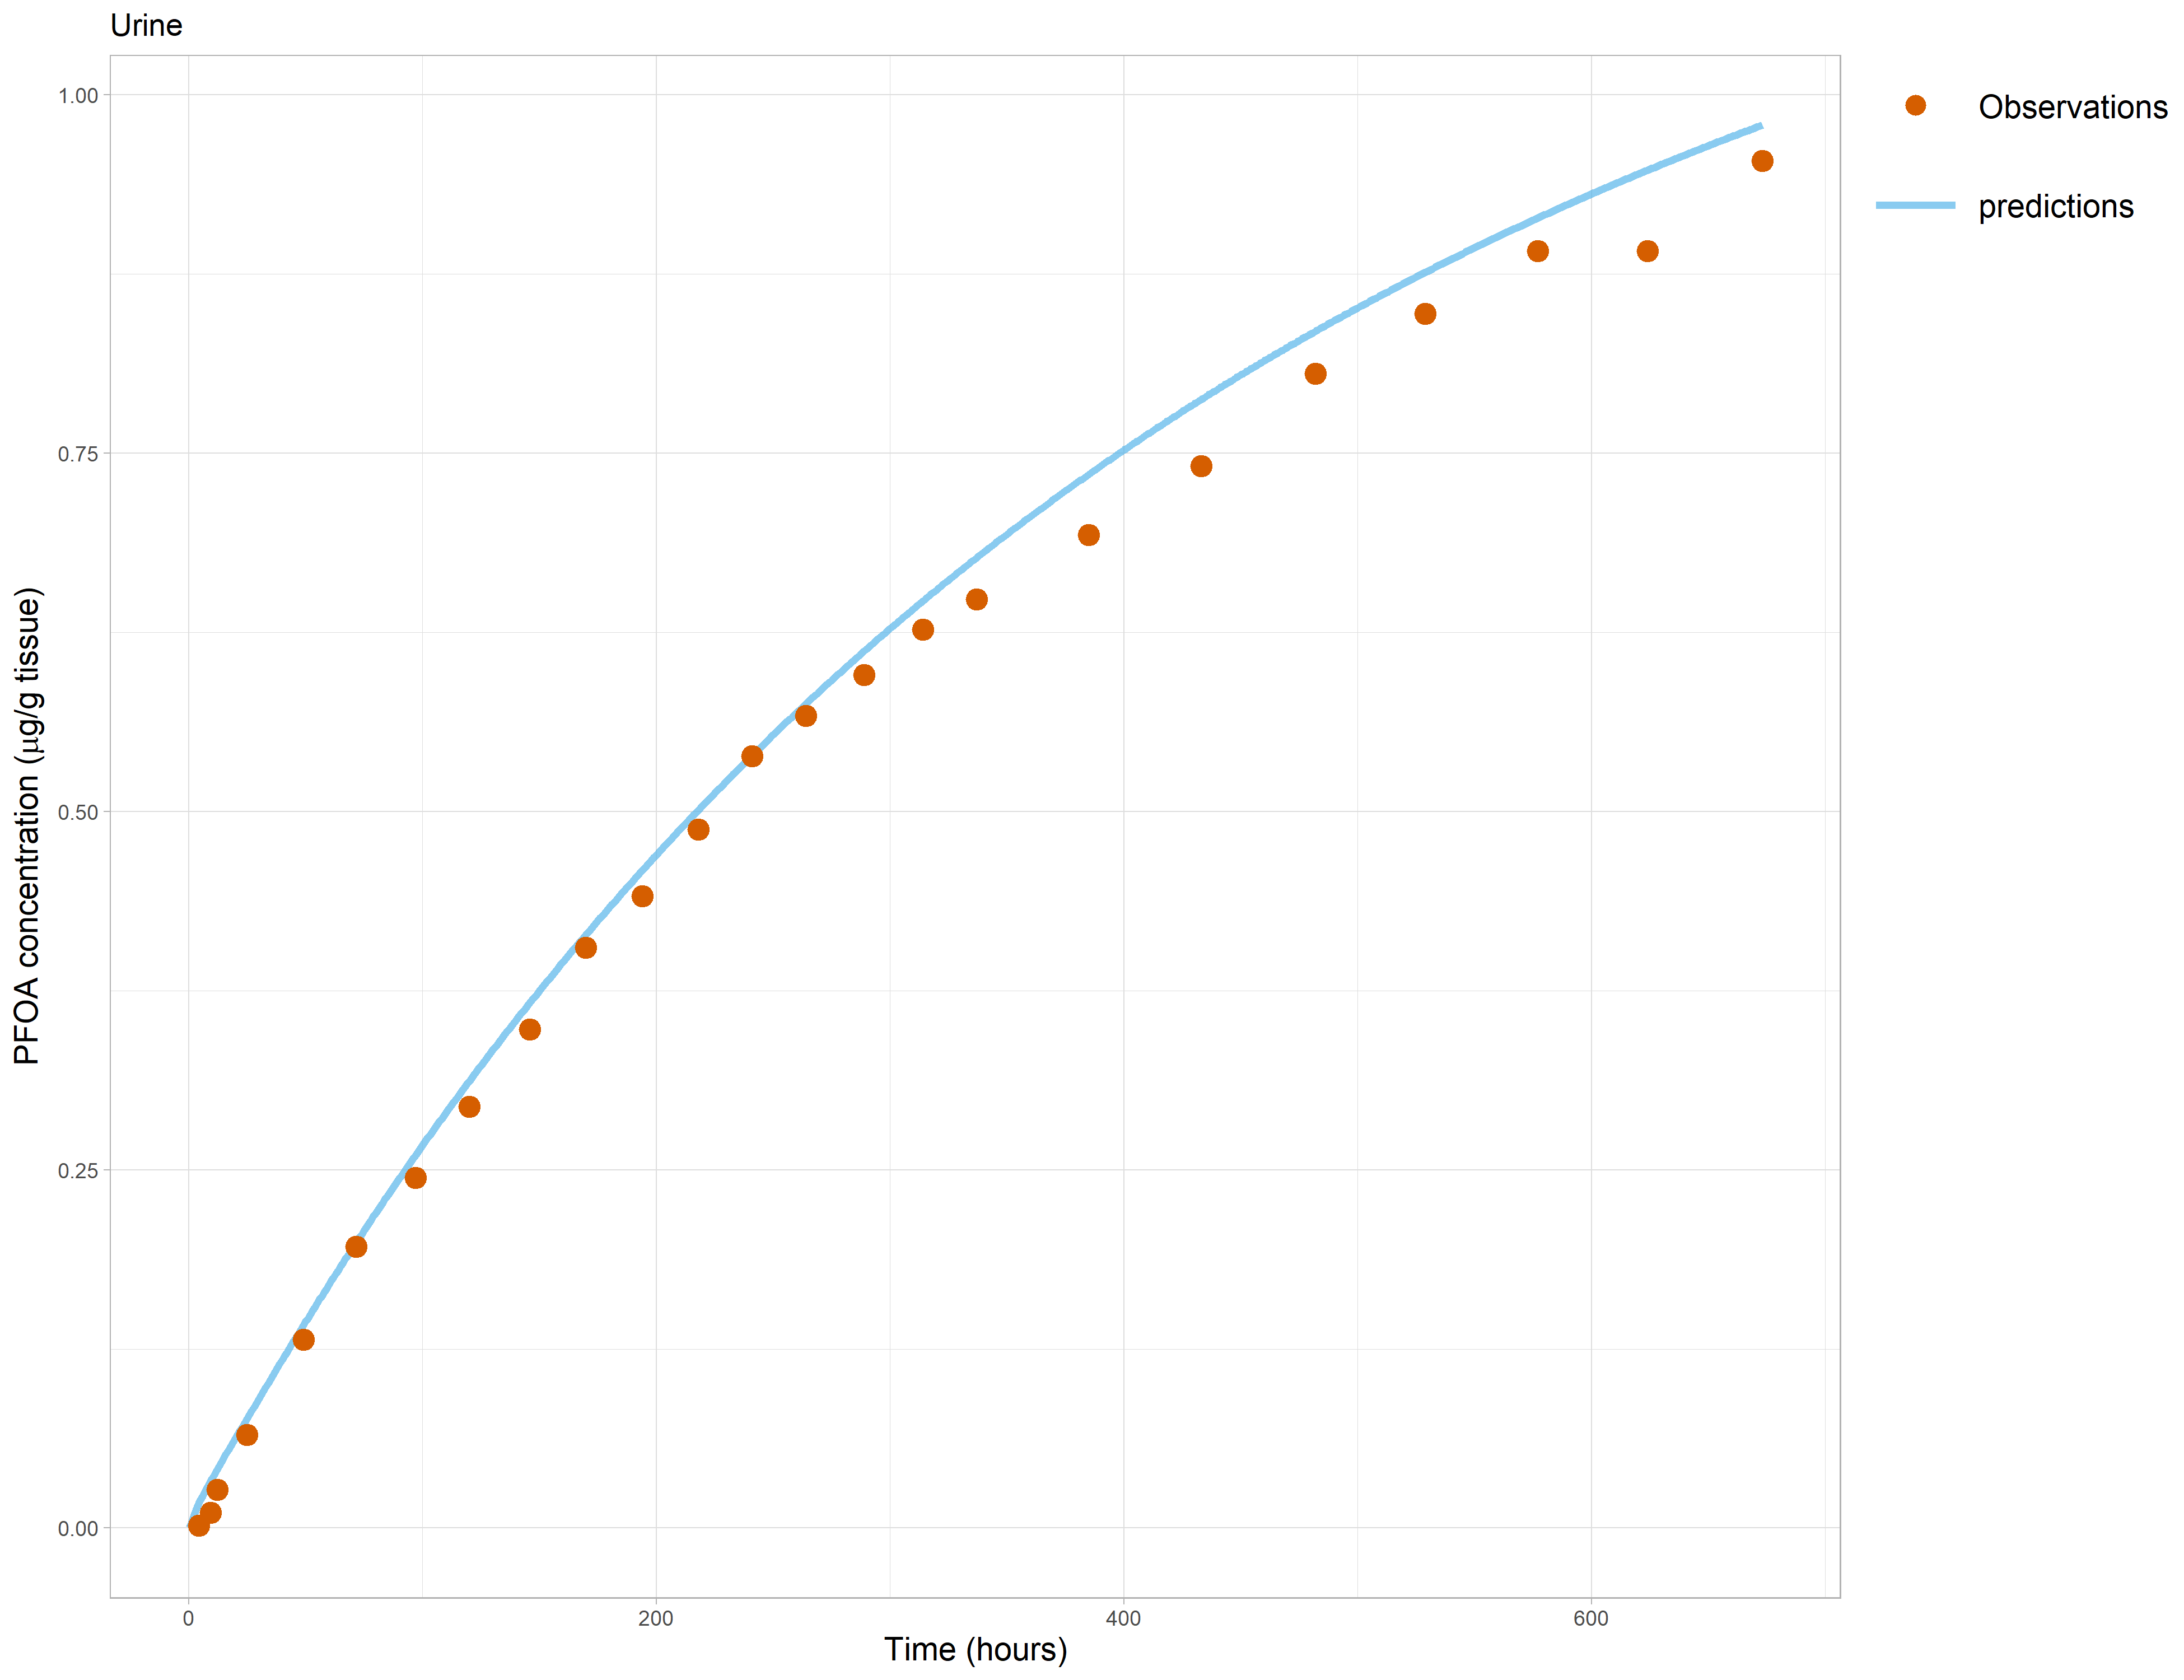 Urine
Observations
predictions
PFOA concentration (μg/g tissue)
1.00
0.75
0.50
0.25
0.00
0
200
400
600
Time (hours)